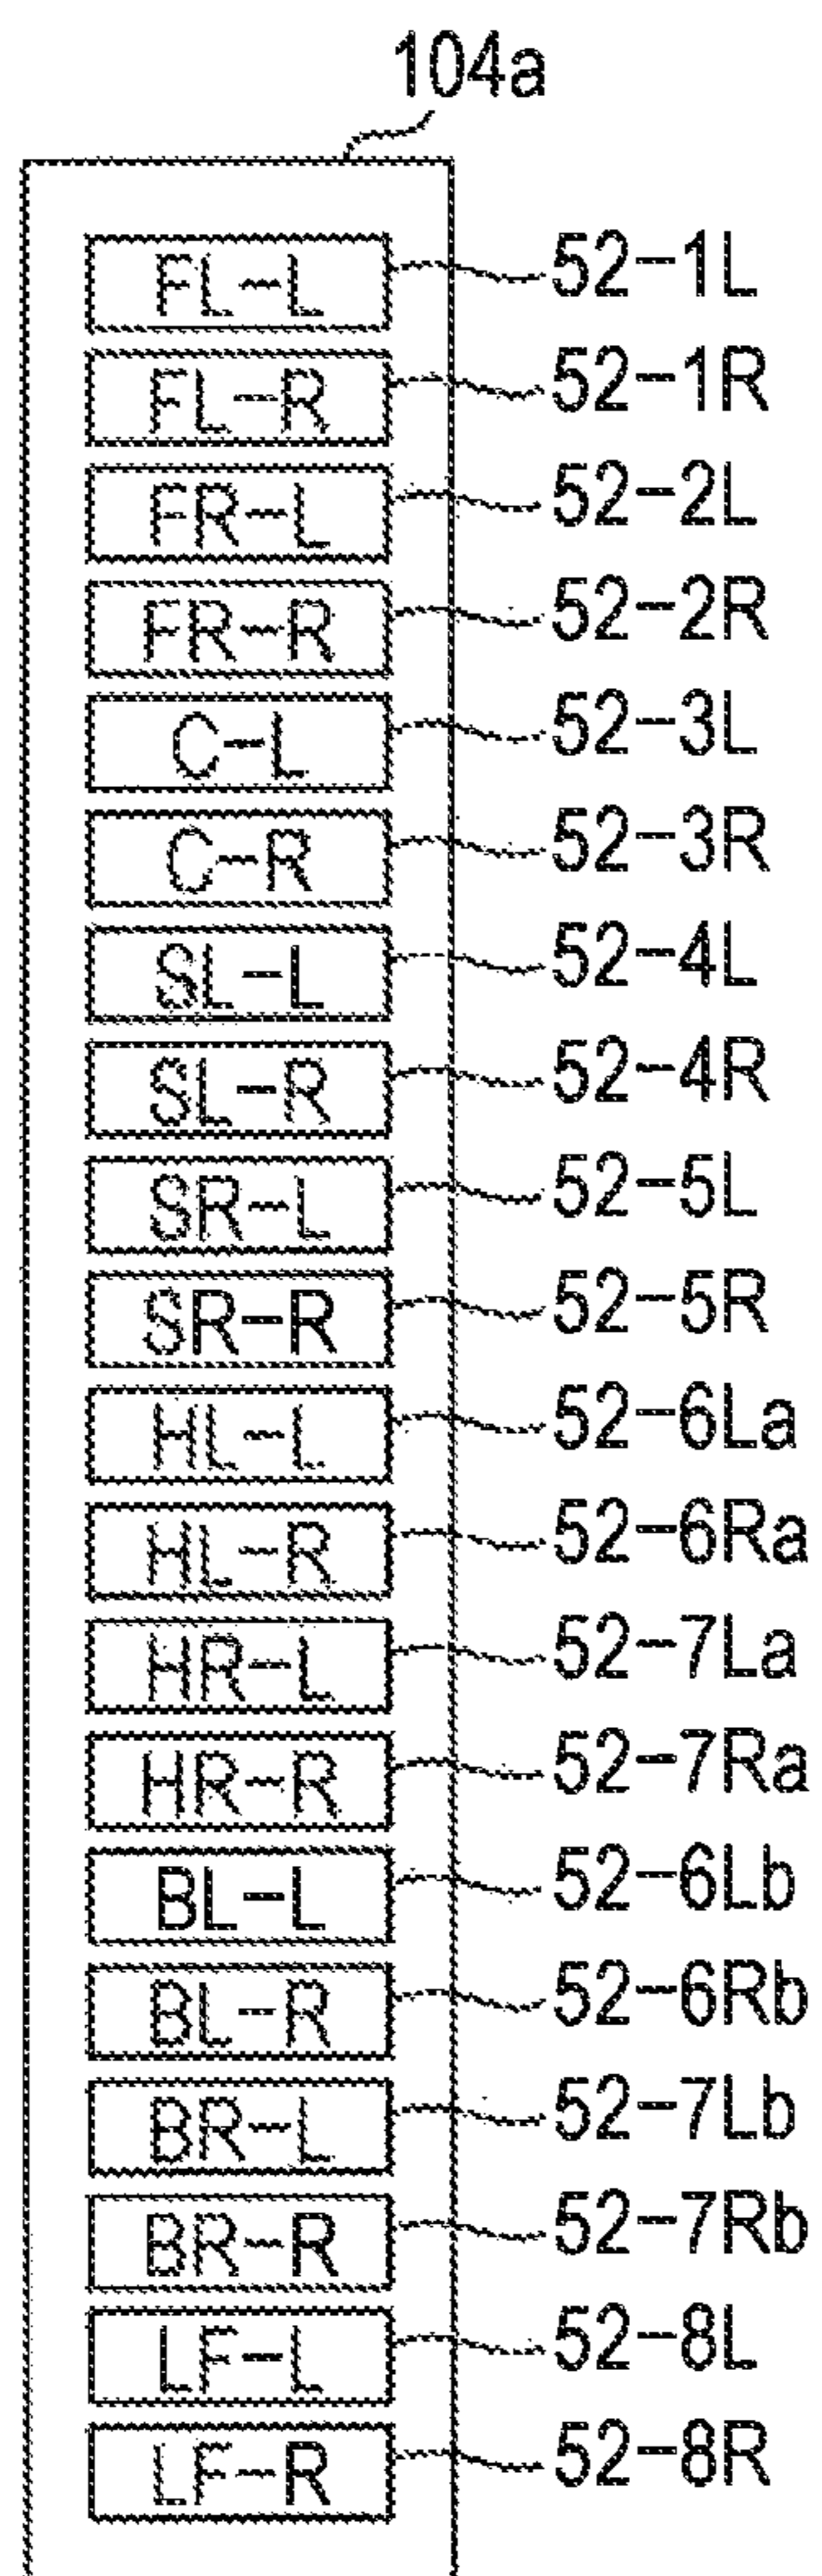 104a
FL-L 52-1L
FL-R 52-1R
FR-L 52-2L
FR-R 52-2R
C-L 52-3L
C-R 52-3R
SL-L 52-4L
SL-R 52-4R
SR-L 52-5L
SR-R 52-5R
HL-L 52-6La
HL-R 52-6Ra
HR-L 52-7La
HR-R 52-7Ra
BL-L 52-6Lb
BL-R 52-6Rb
BR-L 52-7Lb
BR-R 52-7Rb
LF-L 52-8L
LF-R 52-8R